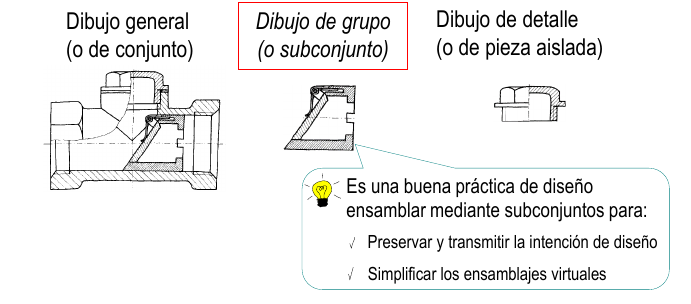 Dibujo general
(o de conjunto)
Dibujo de grupo
(o subconjunto)
Dibujo de detalle
(o de pieza aislada)
Es una buena práctica de diseño
ensamblar mediante subconjuntos para:
√ Preservar y transmitir la intención de diseño
√ Simplificar los ensamblajes virtuales